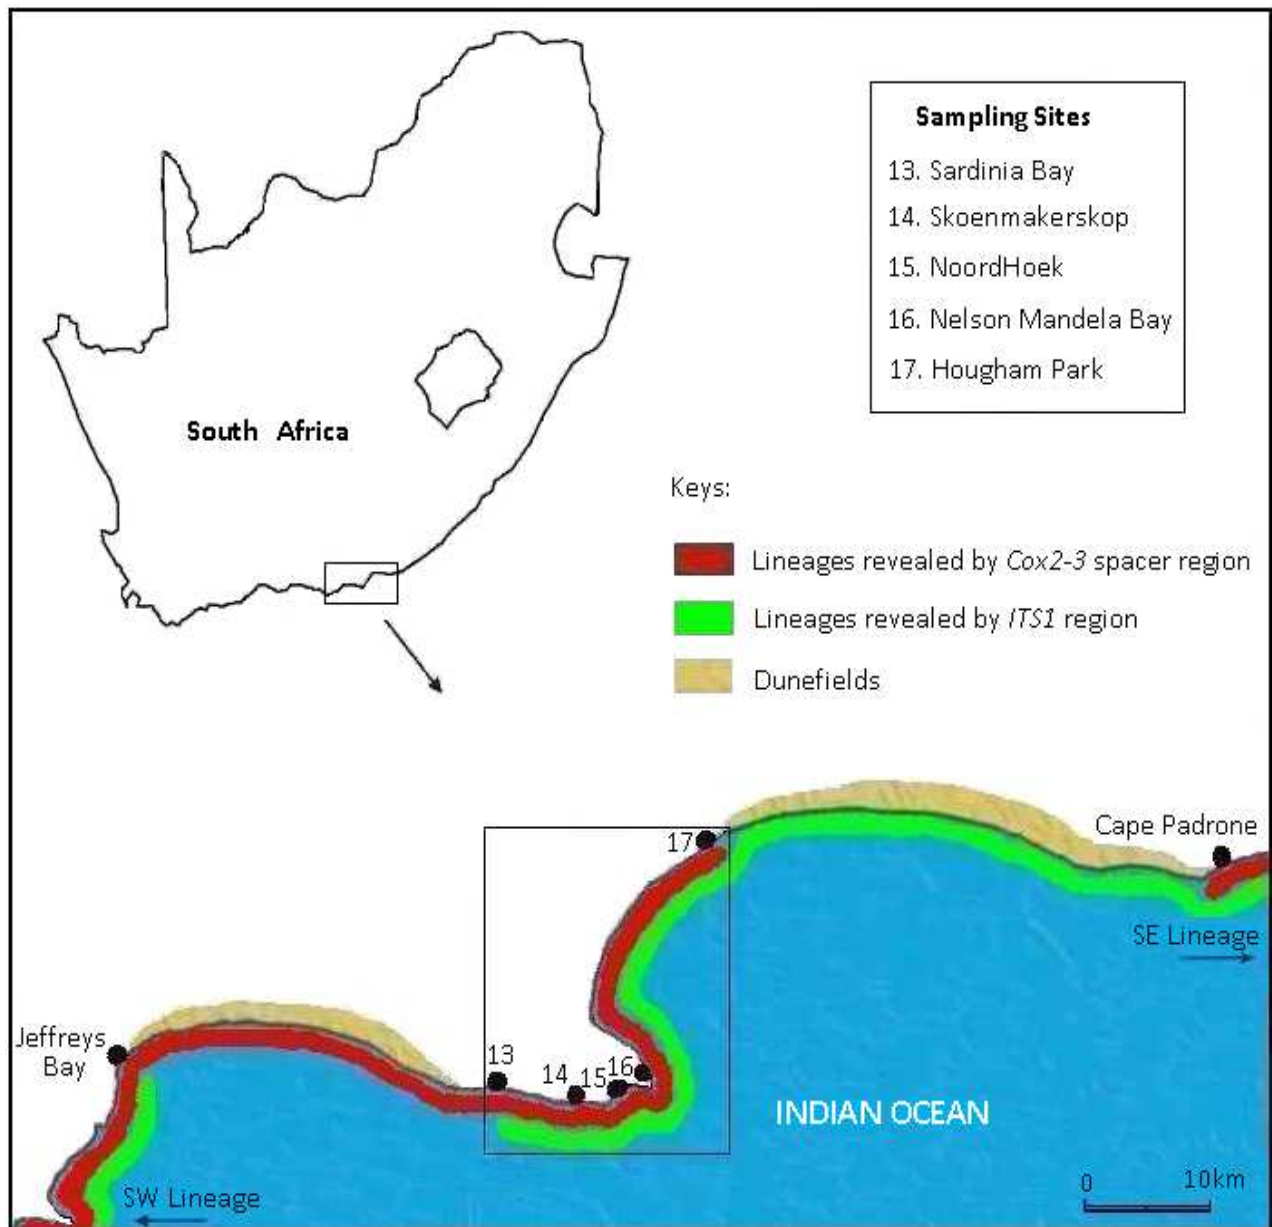 Sampling Sites
13. Sardinia Bay
14. Skoenmakerskop
15. NoordHoek
16. Nelson Mandela Bay
17. Hougham Park
South Africa
Keys:
Lineages revealed by Cox2-3 spacer region
Lineages revealed by ITS1 region
Dunefields
17
Cape Padrone
SE Lineage
Jeffreys
Bay
13
14
15
16
INDIAN OCEAN
SW Lineage
0 10km